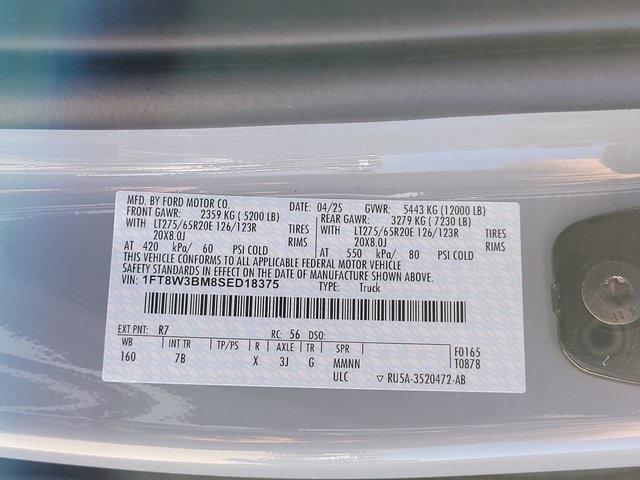 MFD. BY FORD MOTOR CO. 04/25 GVWR: 5443 KG (12000 LB)
FRONT GAWR: 2359 KG (5200 LB) REAR GAWR: 3279 KG (7230 LB)
WITH LT275/65R20E 126/123R TIRES WITH LT275/65R20E 126/123R TIRES
20X8.0J RIMS 20X8.0J RIMS
AT 420 kPa/ 60 PSI COLD AT 550 kPa/ 80 PSI COLD
THIS VEHICLE CONFORMS TO ALL APPLICABLE FEDERAL MOTOR VEHICLE
SAFETY STANDARDS IN EFFECT ON THE DATE OF MANUFACTURE SHOWN ABOVE.
VIN: 1FT8W3BM8SED18375 TYPE: Truck
EXT PNT: R7 RC: 56 DSO:
WB INT TR TP/PS R AXLE TR SPR F0165
160 7B X 3J G MMNN T0878
ULC ▽ RU5A-3520472-AB